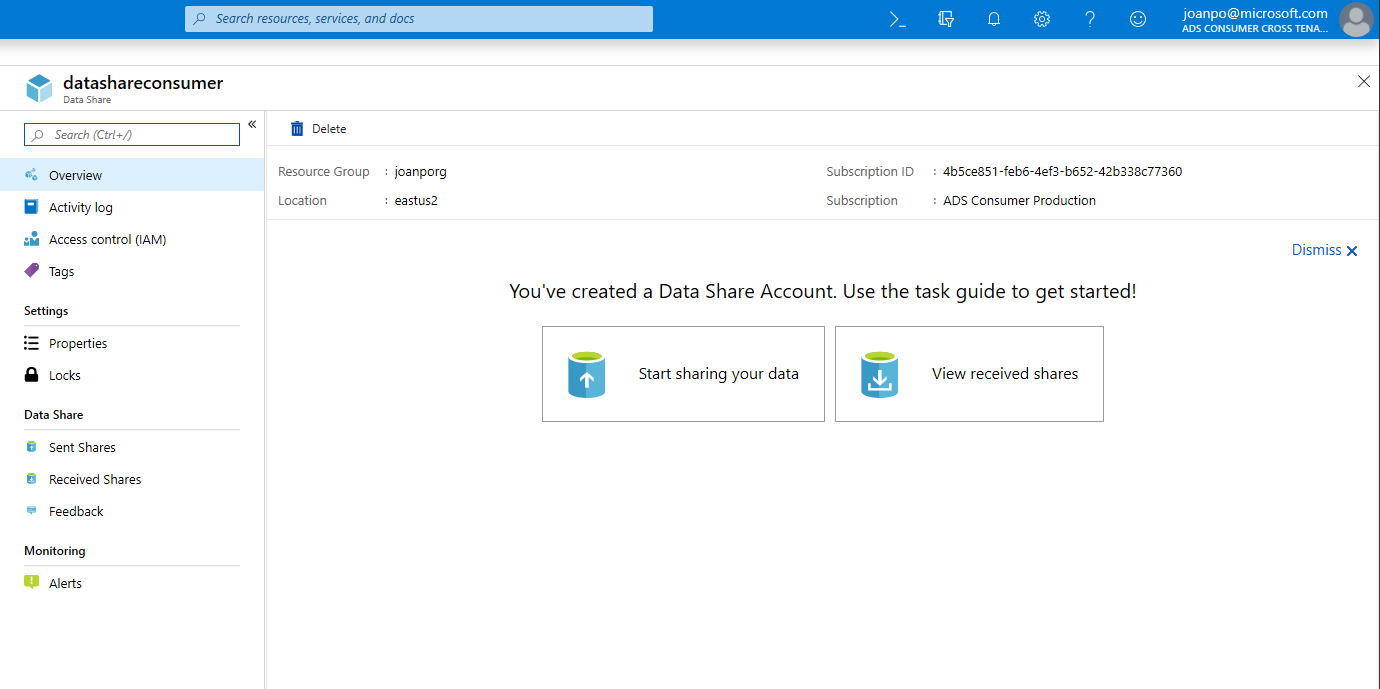 Search resources, services, and docs
joanpo@microsoft.com
ADS CONSUMER CROSS TENA...
datashareconsumer
Data Share
Search (Ctrl+/)
«
Overview
Activity log
Access control (IAM)
Tags
Settings
Properties
Locks
Data Share
Sent Shares
Received Shares
Feedback
Monitoring
Alerts
Delete
Resource Group : joanporg
Location : eastus2
Subscription ID : 4b5ce851-feb6-4ef3-b652-42b338c77360
Subscription : ADS Consumer Production
Dismiss
You've created a Data Share Account. Use the task guide to get started!
Start sharing your data
View received shares